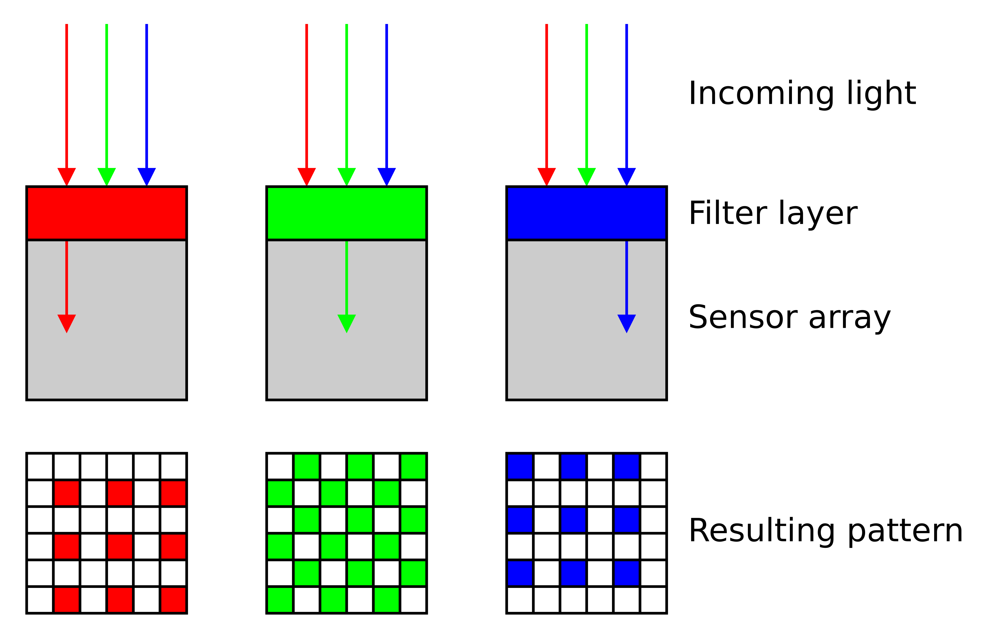 Incoming light
Filter layer
Sensor array
Resulting pattern